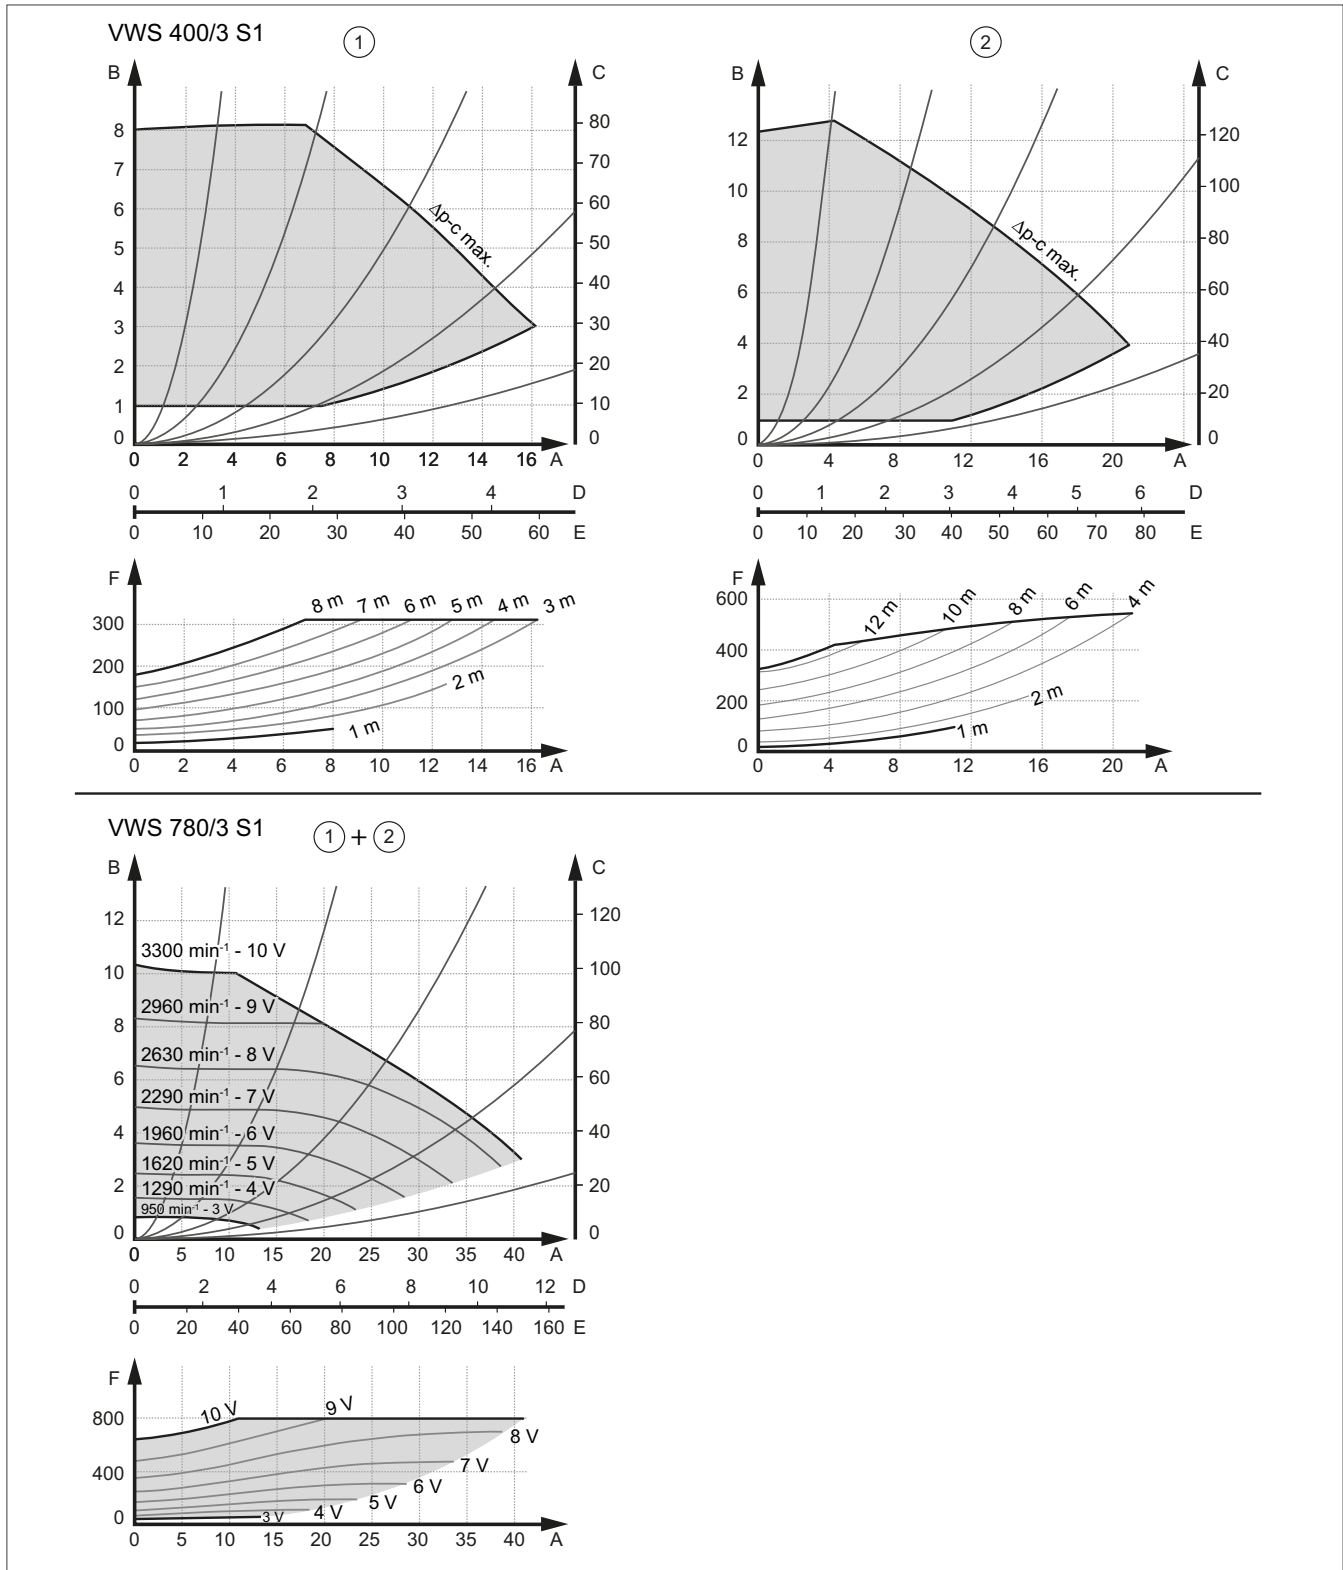 VWS 400/3 S1
1
2
B
C
8
7
6
5
4
3
2
1
0
80
70
60
50
40
30
20
10
0
Δp-c max.
0 2 4 6 8 10 12 14 16 A
0 1 2 3 4 D
0 10 20 30 40 50 60 E
F
300
200
100
0
8 m 7 m 6 m 5 m 4 m 3 m
2 m
1 m
0 2 4 6 8 10 12 14 16 A
B
C
12
10
8
6
4
2
0
120
100
80
60
40
20
0
Δp-c max.
0 4 8 12 16 20 A
0 1 2 3 4 5 6 D
0 10 20 30 40 50 60 70 80 E
F
600
400
200
0
12 m 10 m 8 m 6 m 4 m
2 m
1 m
0 4 8 12 16 20 A
VWS 780/3 S1
1 + 2
B
C
12
10
8
6
4
2
0
120
100
80
60
40
20
0
3300 min-1 - 10 V
2960 min-1 - 9 V
2630 min-1 - 8 V
2290 min-1 - 7 V
1960 min-1 - 6 V
1620 min-1 - 5 V
1290 min-1 - 4 V
950 min-1 - 3 V
0 5 10 15 20 25 30 35 40 A
0 2 4 6 8 10 12 D
0 20 40 60 80 100 120 140 160 E
F
800
400
0
10 V
9 V
8 V
7 V
6 V
5 V
4 V
3 V
0 5 10 15 20 25 30 35 40 A